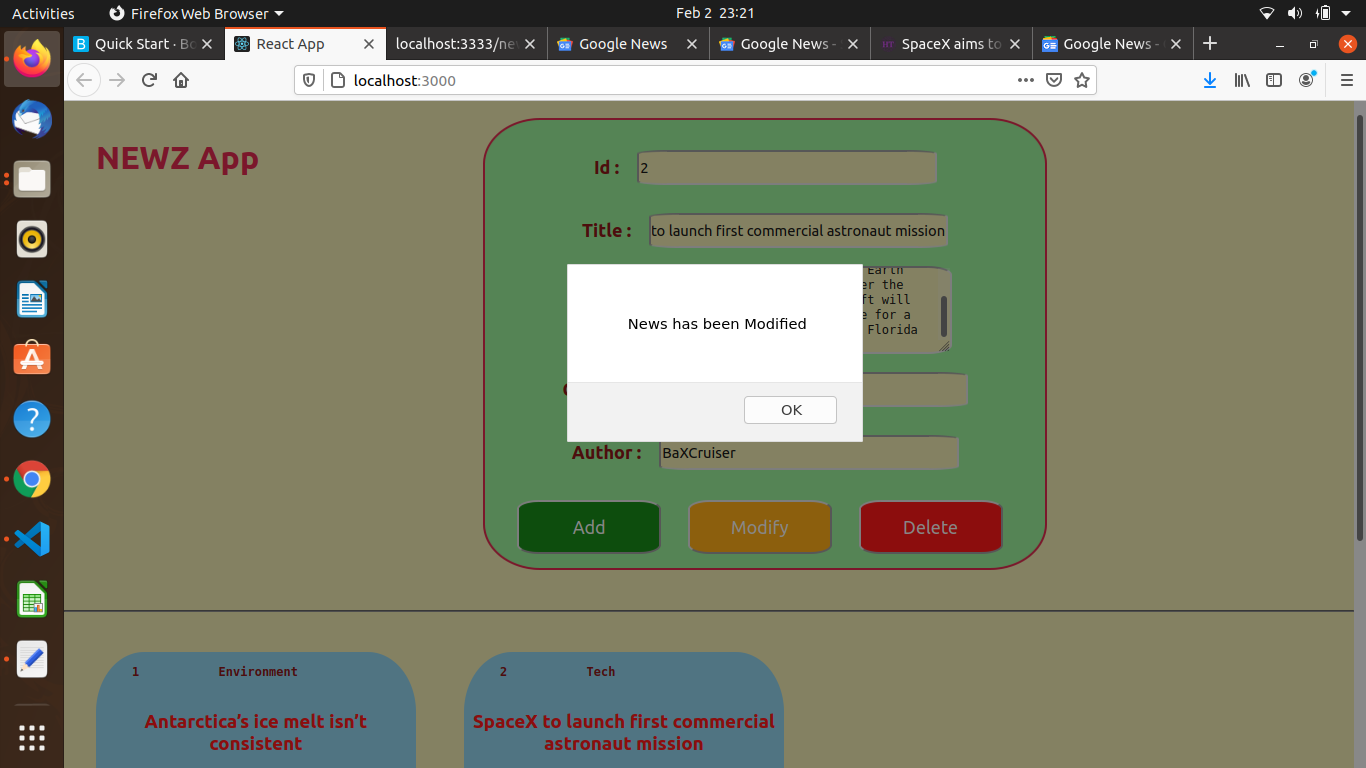 Activities
Firefox Web Browser
Feb 2 23:21
Quick Start · Bo
React App
localhost:3333/ne
Google News
Google News -
SpaceX aims to
Google News -
localhost:3000
NEWZ App
Id :
2
Title :
to launch first commercial astronaut mission
Earth
er the
ft will
e for a
Florida
News has been Modified
OK
Author :
BaXCruiser
Add
Modify
Delete
1 Environment
Antarctica’s ice melt isn’t
consistent
2 Tech
SpaceX to launch first commercial
astronaut mission